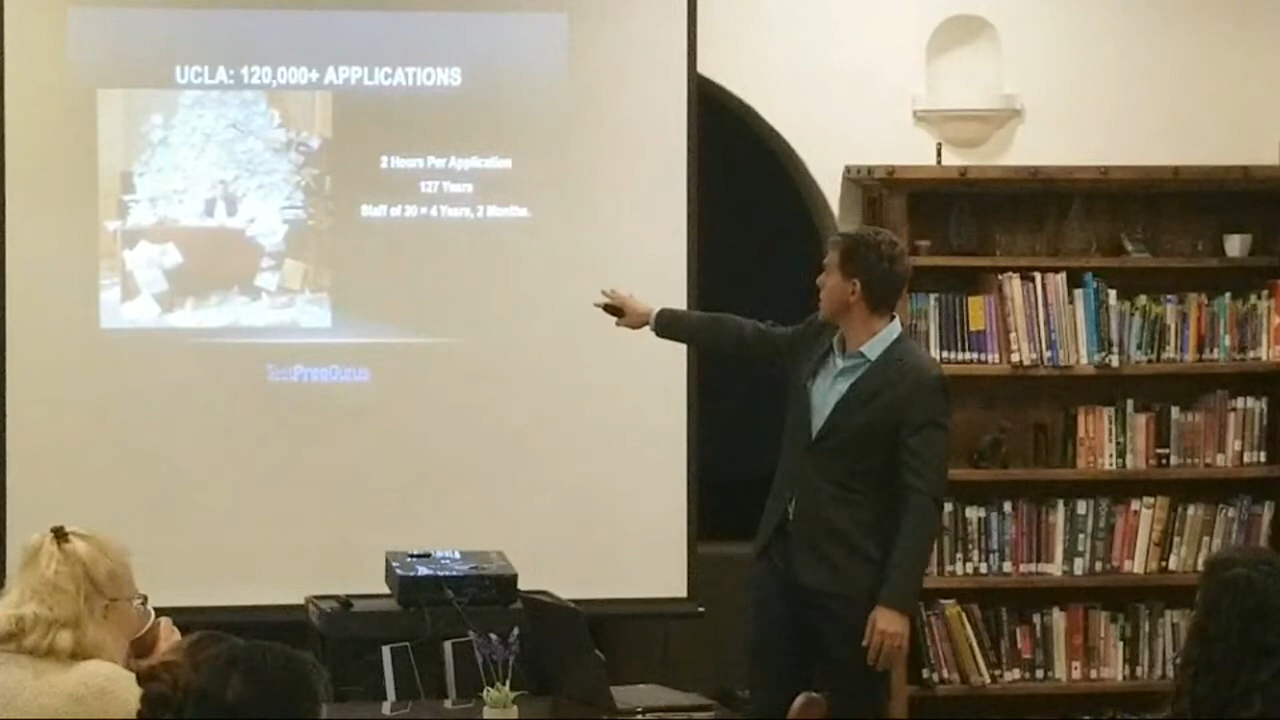 UCLA: 120,000+ APPLICATIONS
2 Hours Per Application
127 Years
Staff of 30 = 4 Years, 2 Months.
TestPrepGurus